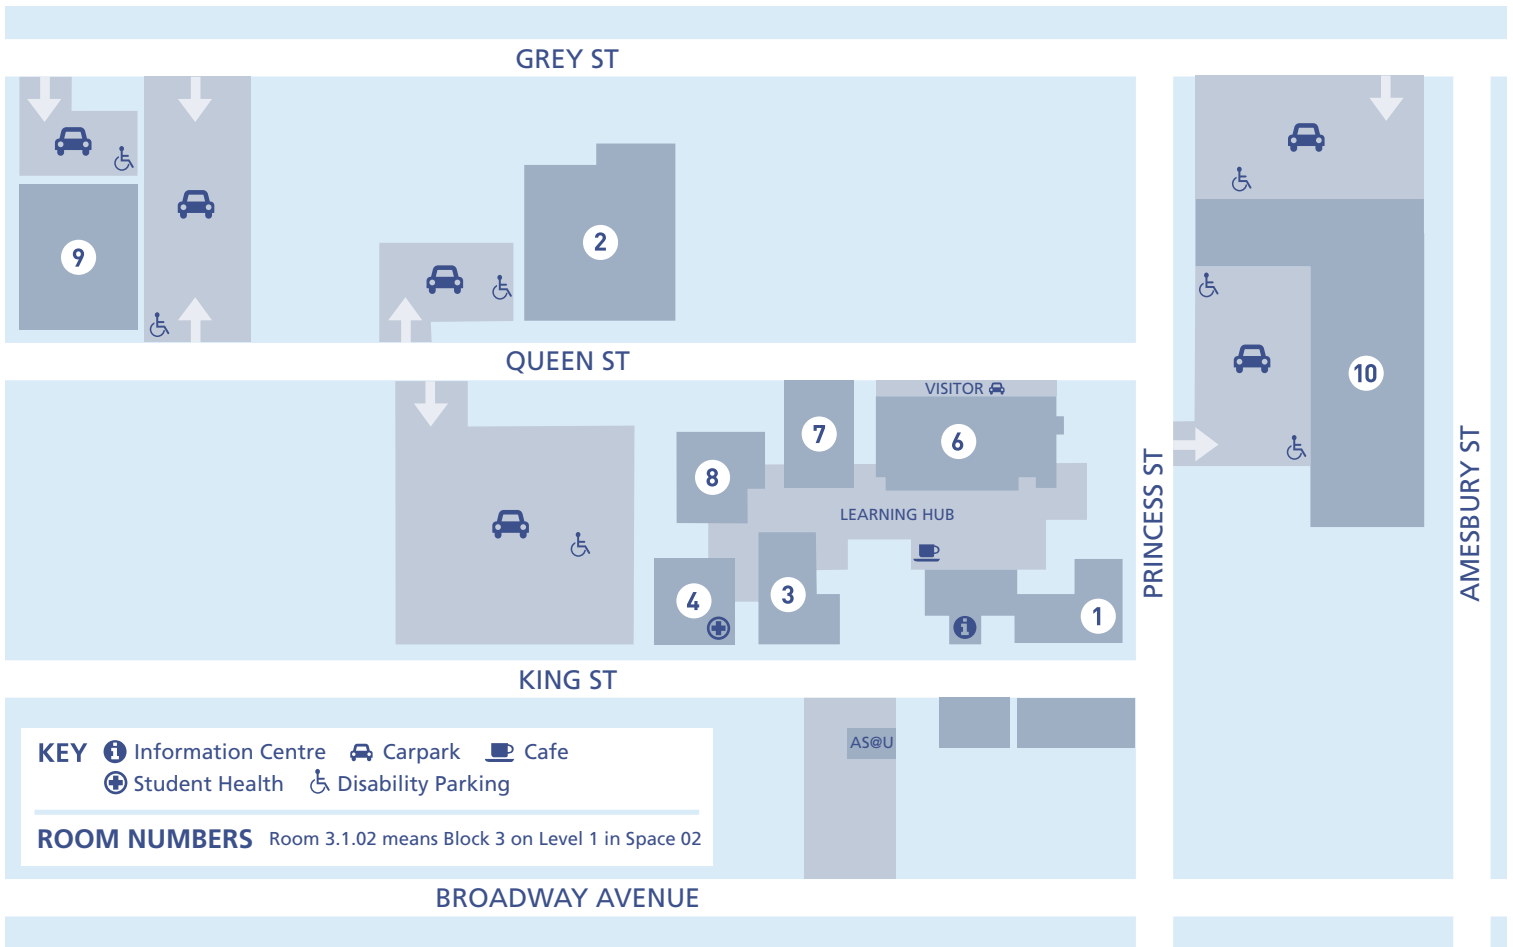 GREY ST
9
2
QUEEN ST
10
VISITOR
7
6
8
LEARNING HUB
PRINCESS ST
AMESBURY ST
4
3
1
i
KING ST
AS@U
KEY i Information Centre Carpark Cafe
Student Health Disability Parking
ROOM NUMBERS Room 3.1.02 means Block 3 on Level 1 in Space 02
BROADWAY AVENUE